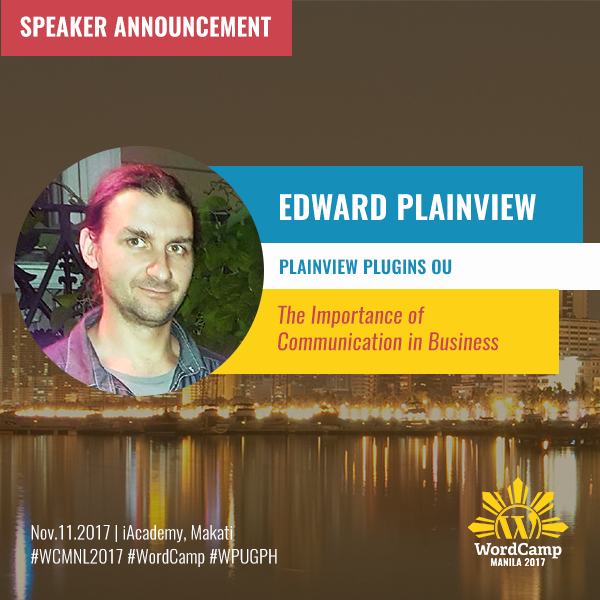 SPEAKER ANNOUNCEMENT
EDWARD PLAINVIEW
PLAINVIEW PLUGINS OU
The Importance of
Communication in Business
Nov.11.2017 | iAcademy, Makati
#WCMNL2017 #WordCamp #WPUGPH
W
WordCamp
MANILA 2017